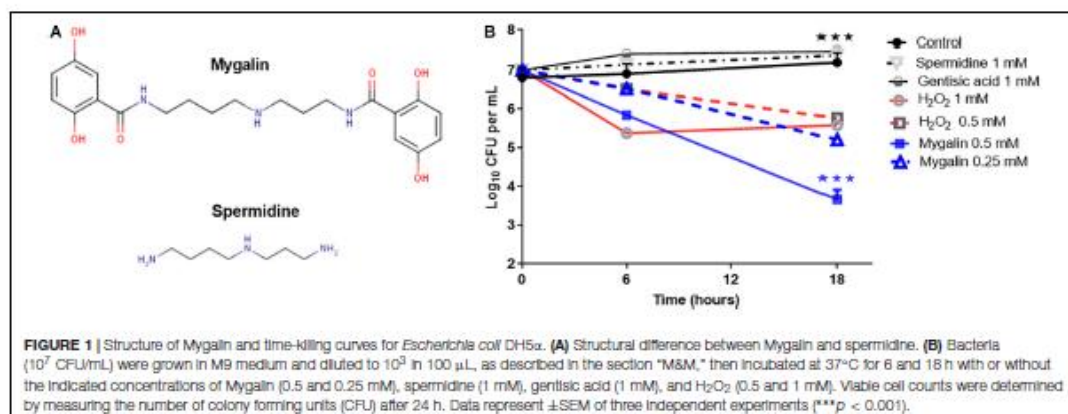 A
B
OH
Mygalin
O
NH
H
N
NH
O
OH
OH
OH
Spermidine
H
N
H₂N
NH₂
Log₁₀ CFU per mL
8
7
6
5
4
3
2
0
6
12
18
Time (hours)
★★★
★★★
Control
Spermidine 1 mM
Gentisic acid 1 mM
H₂O₂ 1 mM
H₂O₂ 0.5 mM
Mygalin 0.5 mM
Mygalin 0.25 mM
FIGURE 1 | Structure of Mygalin and time-killing curves for Escherichia coli DH5α. (A) Structural difference between Mygalin and spermidine. (B) Bacteria
(10⁷ CFU/mL) were grown in M9 medium and diluted to 10³ in 100 μL, as described in the section "M&M," then incubated at 37°C for 6 and 18 h with or without
the indicated concentrations of Mygalin (0.5 and 0.25 mM), spermidine (1 mM), gentisic acid (1 mM), and H₂O₂ (0.5 and 1 mM). Viable cell counts were determined
by measuring the number of colony forming units (CFU) after 24 h. Data represent ±SEM of three independent experiments (***p < 0.001).